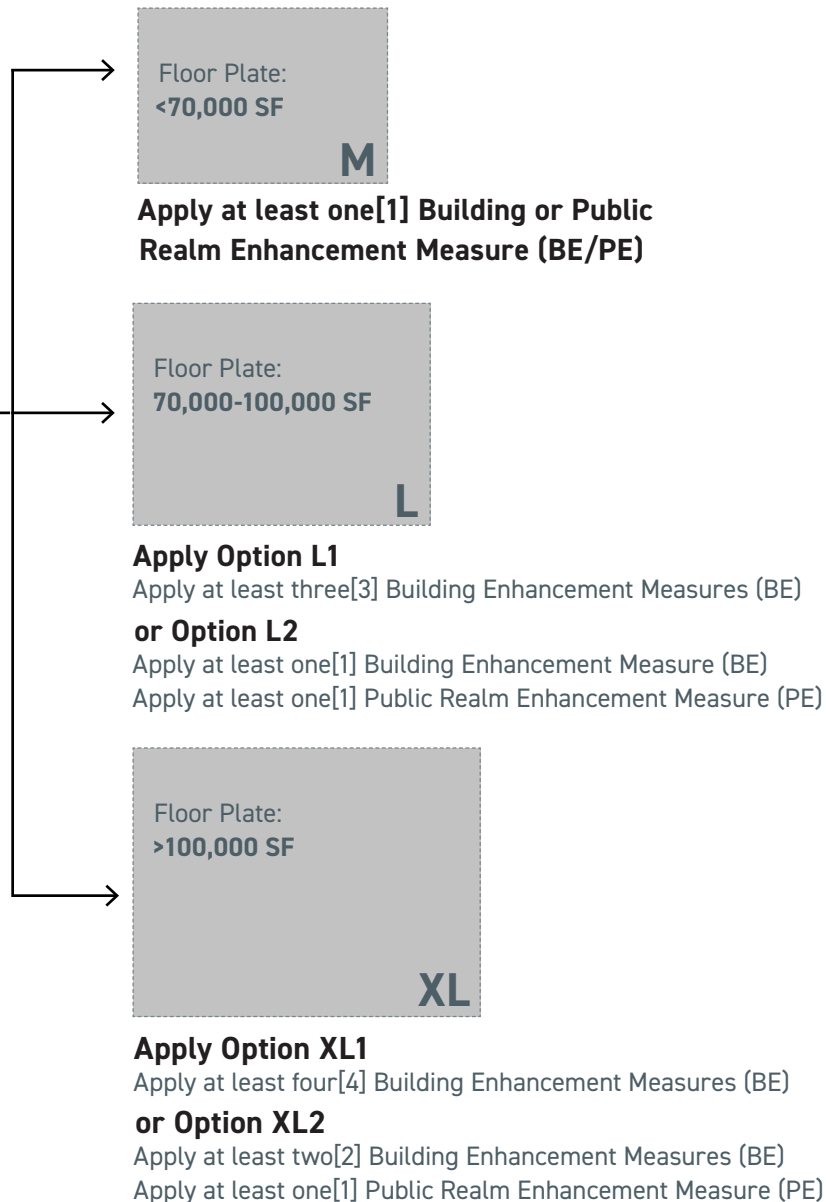 Floor Plate:
<70,000 SF
M
Apply at least one[1] Building or Public
Realm Enhancement Measure (BE/PE)
Floor Plate:
70,000-100,000 SF
L
Apply Option L1
Apply at least three[3] Building Enhancement Measures (BE)
or Option L2
Apply at least one[1] Building Enhancement Measure (BE)
Apply at least one[1] Public Realm Enhancement Measure (PE)
Floor Plate:
>100,000 SF
XL
Apply Option XL1
Apply at least four[4] Building Enhancement Measures (BE)
or Option XL2
Apply at least two[2] Building Enhancement Measures (BE)
Apply at least one[1] Public Realm Enhancement Measure (PE)